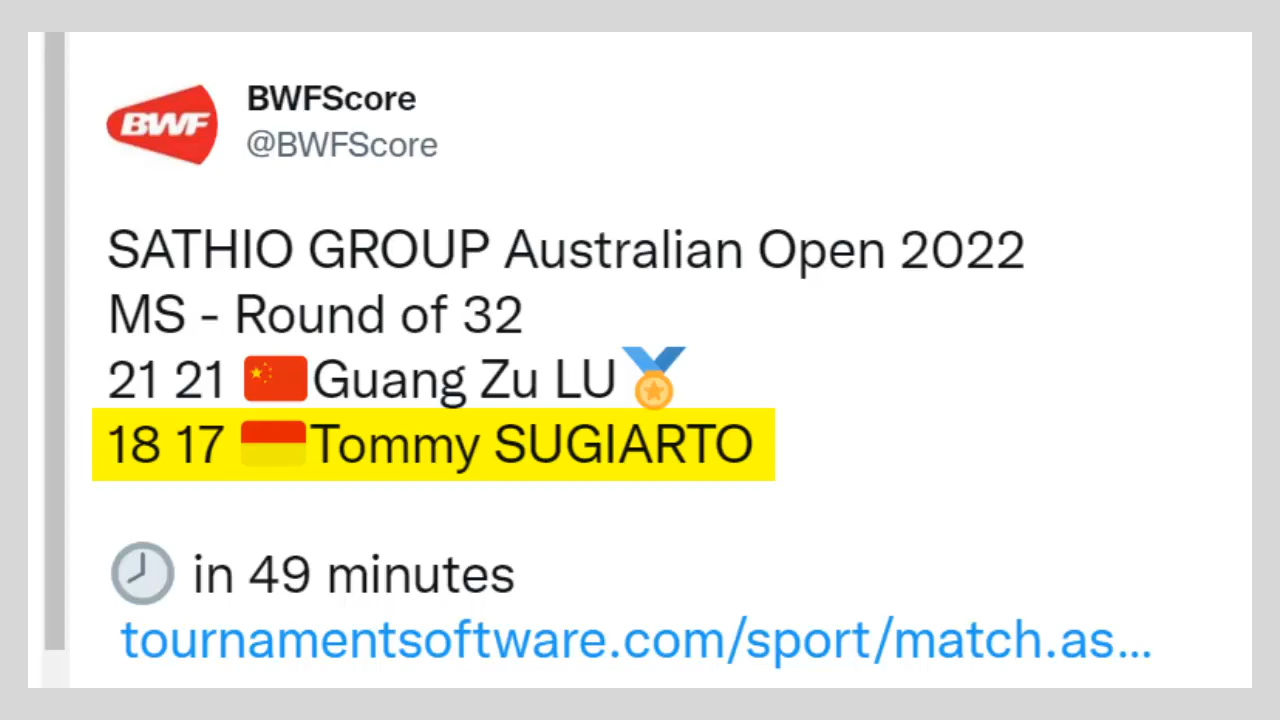 BWF
BWFScore
@BWFScore
SATHIO GROUP Australian Open 2022
MS - Round of 32
21 21 🇨🇳Guang Zu LU🏅
18 17 🇮🇩Tommy SUGIARTO
🕗 in 49 minutes
tournamentsoftware.com/sport/match.as...